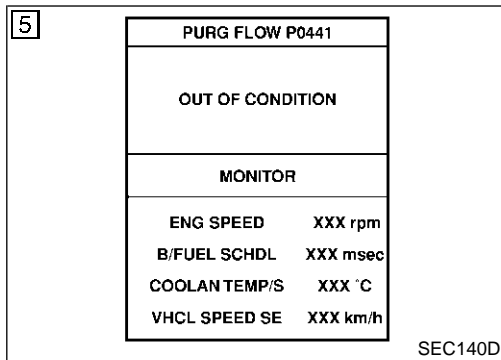 5
PURG FLOW P0441
OUT OF CONDITION
MONITOR
ENG SPEED XXX rpm
B/FUEL SCHDL XXX msec
COOLAN TEMP/S XXX °C
VHCL SPEED SE XXX km/h
SEC140D